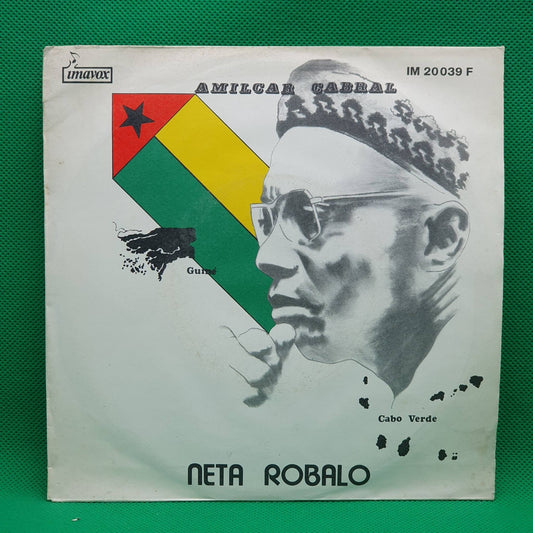 imavox
IM 20039 F
AMILCAR CABRAL
Guiné
Cabo Verde
NETA ROBALO